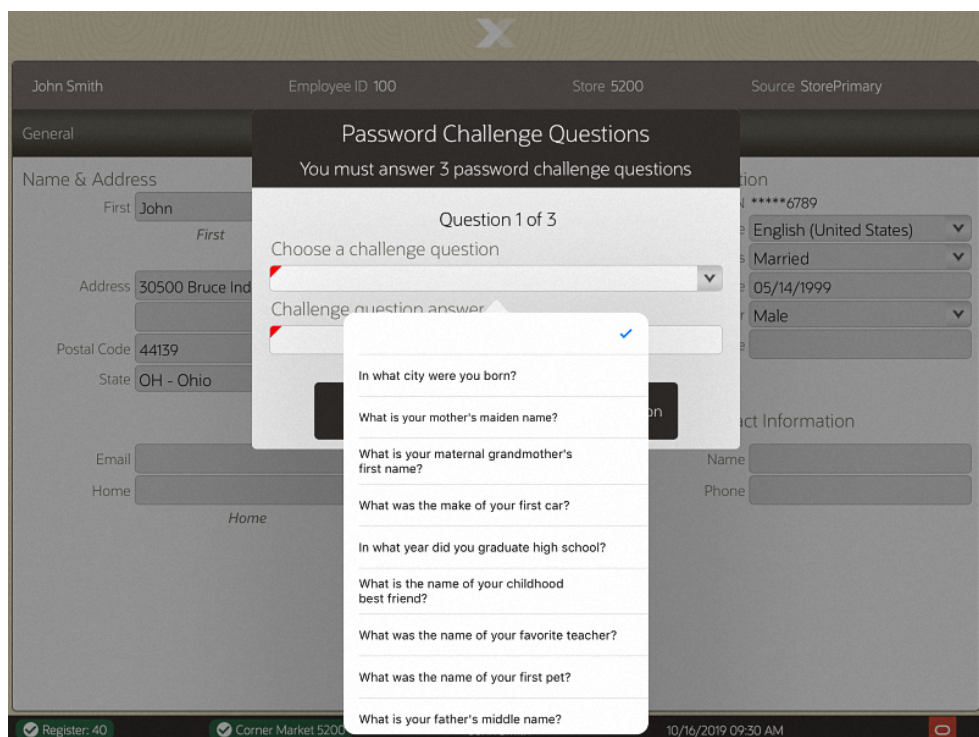 X
John Smith Employee ID 100 Store 5200 Source StorePrimary
General
Password Challenge Questions
You must answer 3 password challenge questions
Name & Address
First John
First
Address 30500 Bruce Ind
Postal Code 44139
State OH - Ohio
Email
Home
Home
Question 1 of 3
Choose a challenge question
Challenge question answer
In what city were you born?
What is your mother's maiden name?
What is your maternal grandmother's
first name?
What was the make of your first car?
In what year did you graduate high school?
What is the name of your childhood
best friend?
What was the name of your favorite teacher?
What was the name of your first pet?
What is your father's middle name?
*****6789
English (United States)
Married
05/14/1999
Male
Name
Phone
Register: 40 Corner Market 5200 10/16/2019 09:30 AM